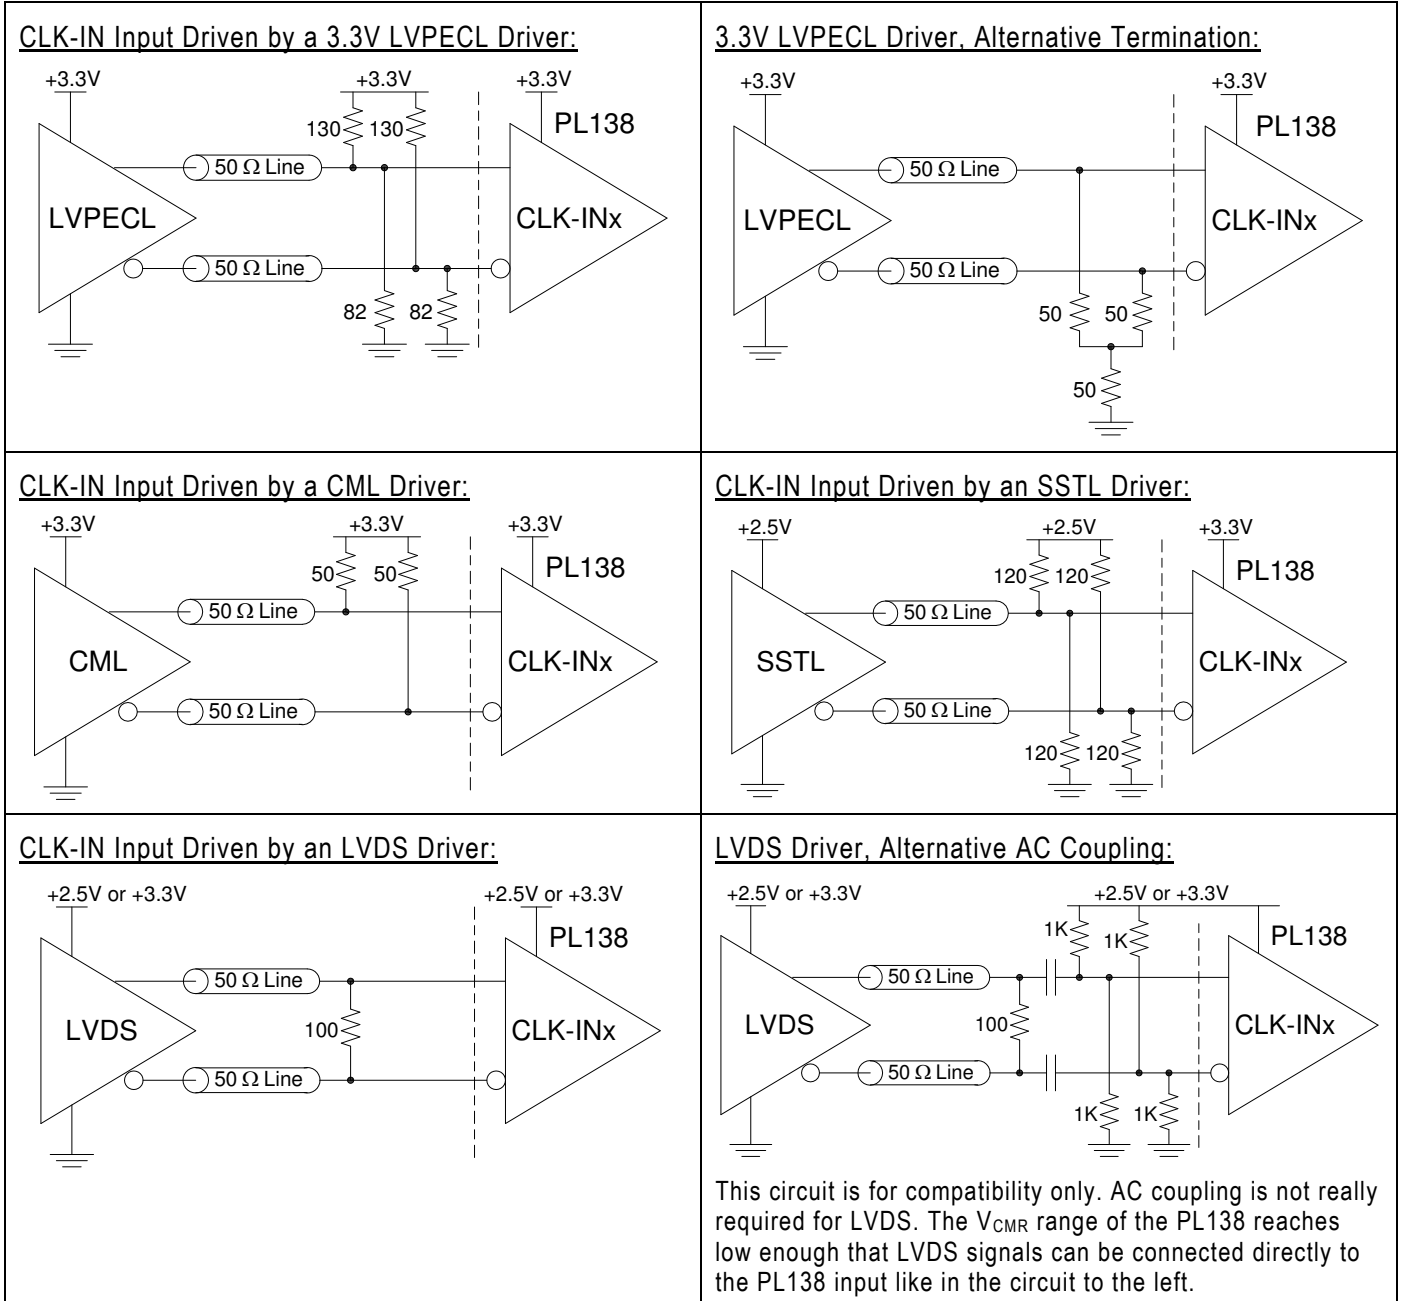 CLK-IN Input Driven by a 3.3V LVPECL Driver:
+3.3V
+3.3V
+3.3V
130
130
PL138
50 Ω Line
LVPECL
CLK-INx
50 Ω Line
82
82
3.3V LVPECL Driver, Alternative Termination:
+3.3V
+3.3V
PL138
50 Ω Line
LVPECL
CLK-INx
50 Ω Line
50
50
50
CLK-IN Input Driven by a CML Driver:
+3.3V
+3.3V
+3.3V
50
50
PL138
50 Ω Line
CML
CLK-INx
50 Ω Line
CLK-IN Input Driven by an SSTL Driver:
+2.5V
+2.5V
+3.3V
120
120
PL138
50 Ω Line
SSTL
CLK-INx
50 Ω Line
120
120
CLK-IN Input Driven by an LVDS Driver:
+2.5V or +3.3V
+2.5V or +3.3V
PL138
50 Ω Line
LVDS
100
CLK-INx
50 Ω Line
LVDS Driver, Alternative AC Coupling:
+2.5V or +3.3V
+2.5V or +3.3V
1K
1K
PL138
50 Ω Line
LVDS
100
CLK-INx
50 Ω Line
1K
1K
This circuit is for compatibility only. AC coupling is not really
required for LVDS. The VCMR range of the PL138 reaches
low enough that LVDS signals can be connected directly to
the PL138 input like in the circuit to the left.